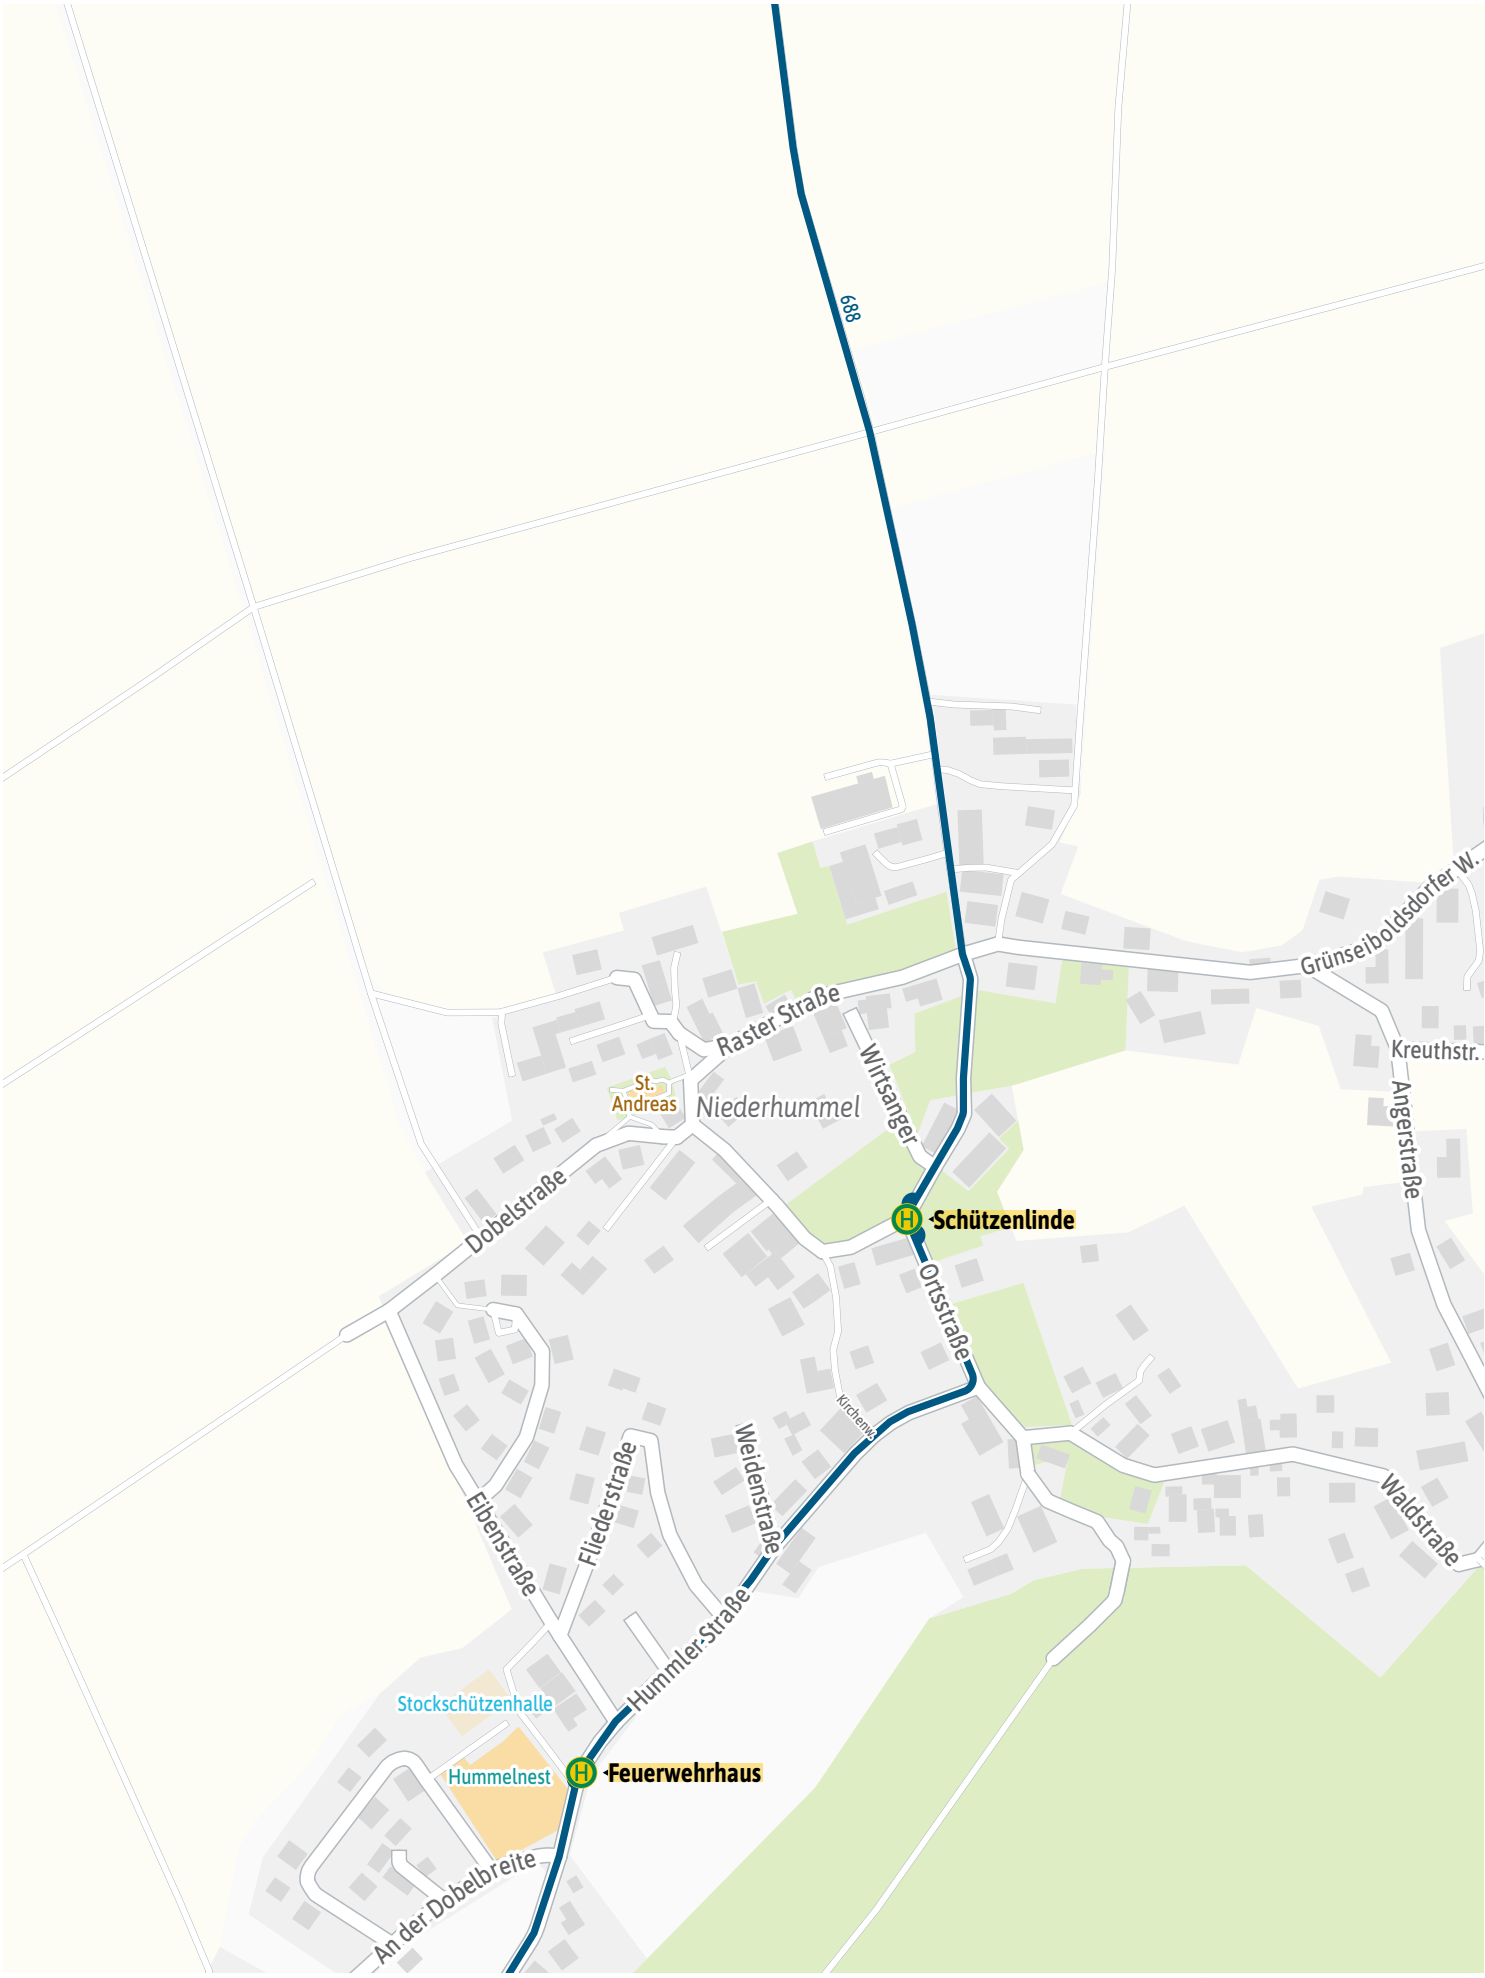 688
Grünseiboldsdorfer W.
Raster Straße
Kreuthstr.
Wirtsanger
St.
Andreas
Niederhummel
Angerstraße
Dobelstraße
H
Schützenlinde
Ortsstraße
Kirchenw.
Weidenstraße
Fliederstraße
Eibenstraße
Waldstraße
Hummler Straße
Stockschützenhalle
Hummelnest
H
Feuerwehrhaus
An der Dobelbreite